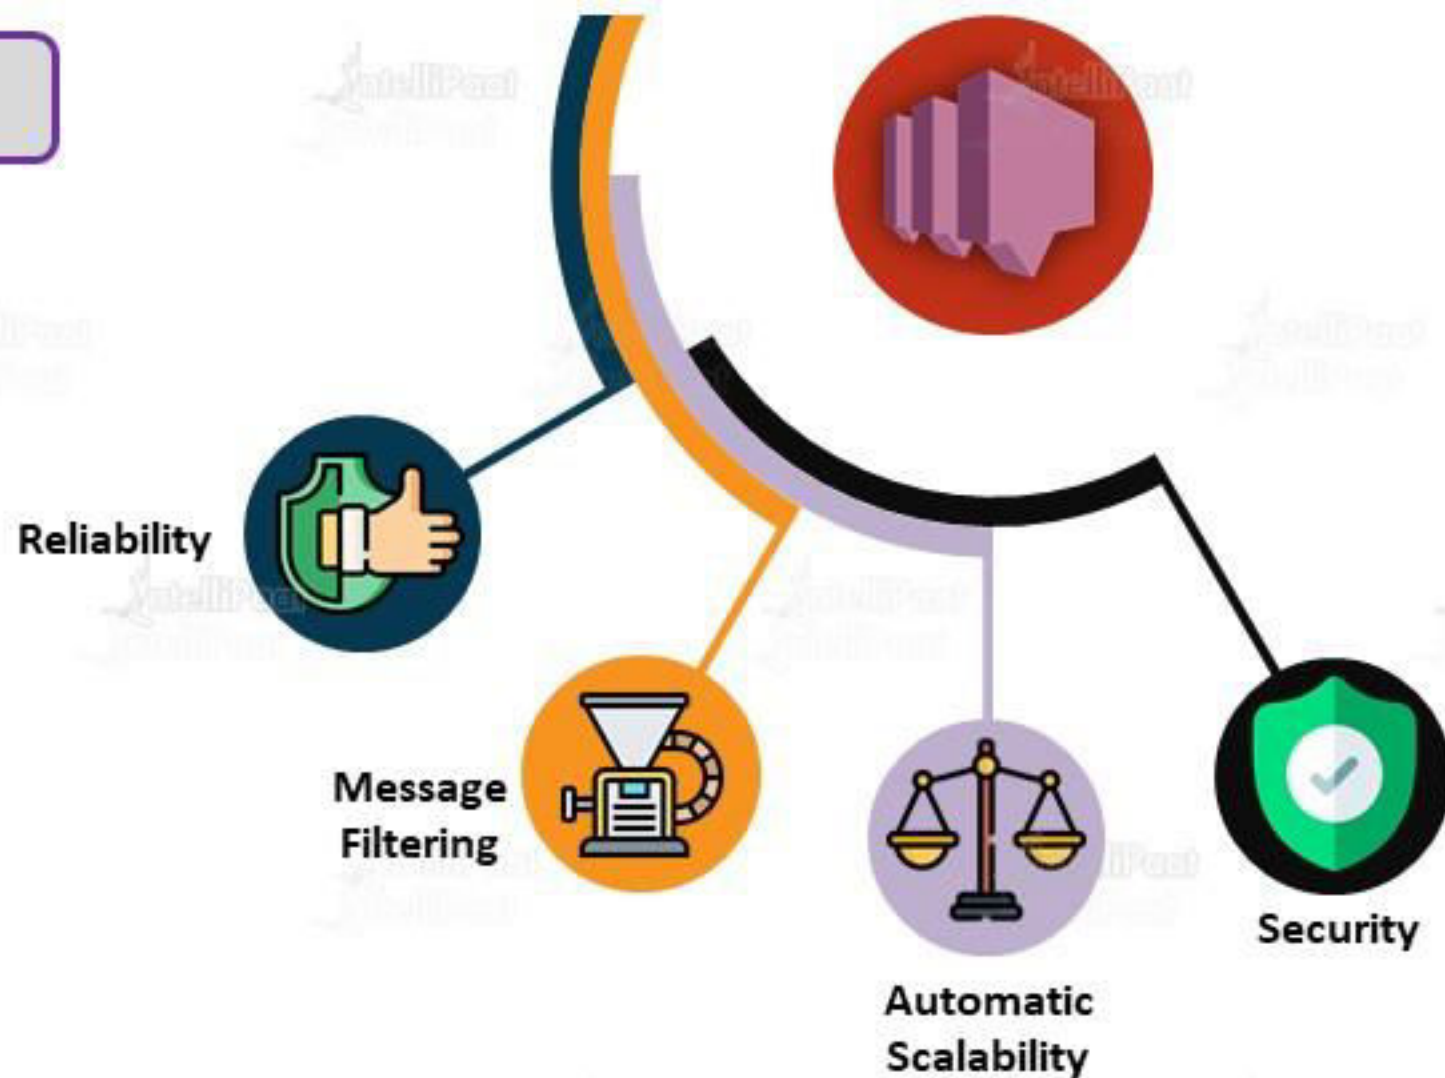 Reliability
Message
Filtering
Automatic
Scalability
Security